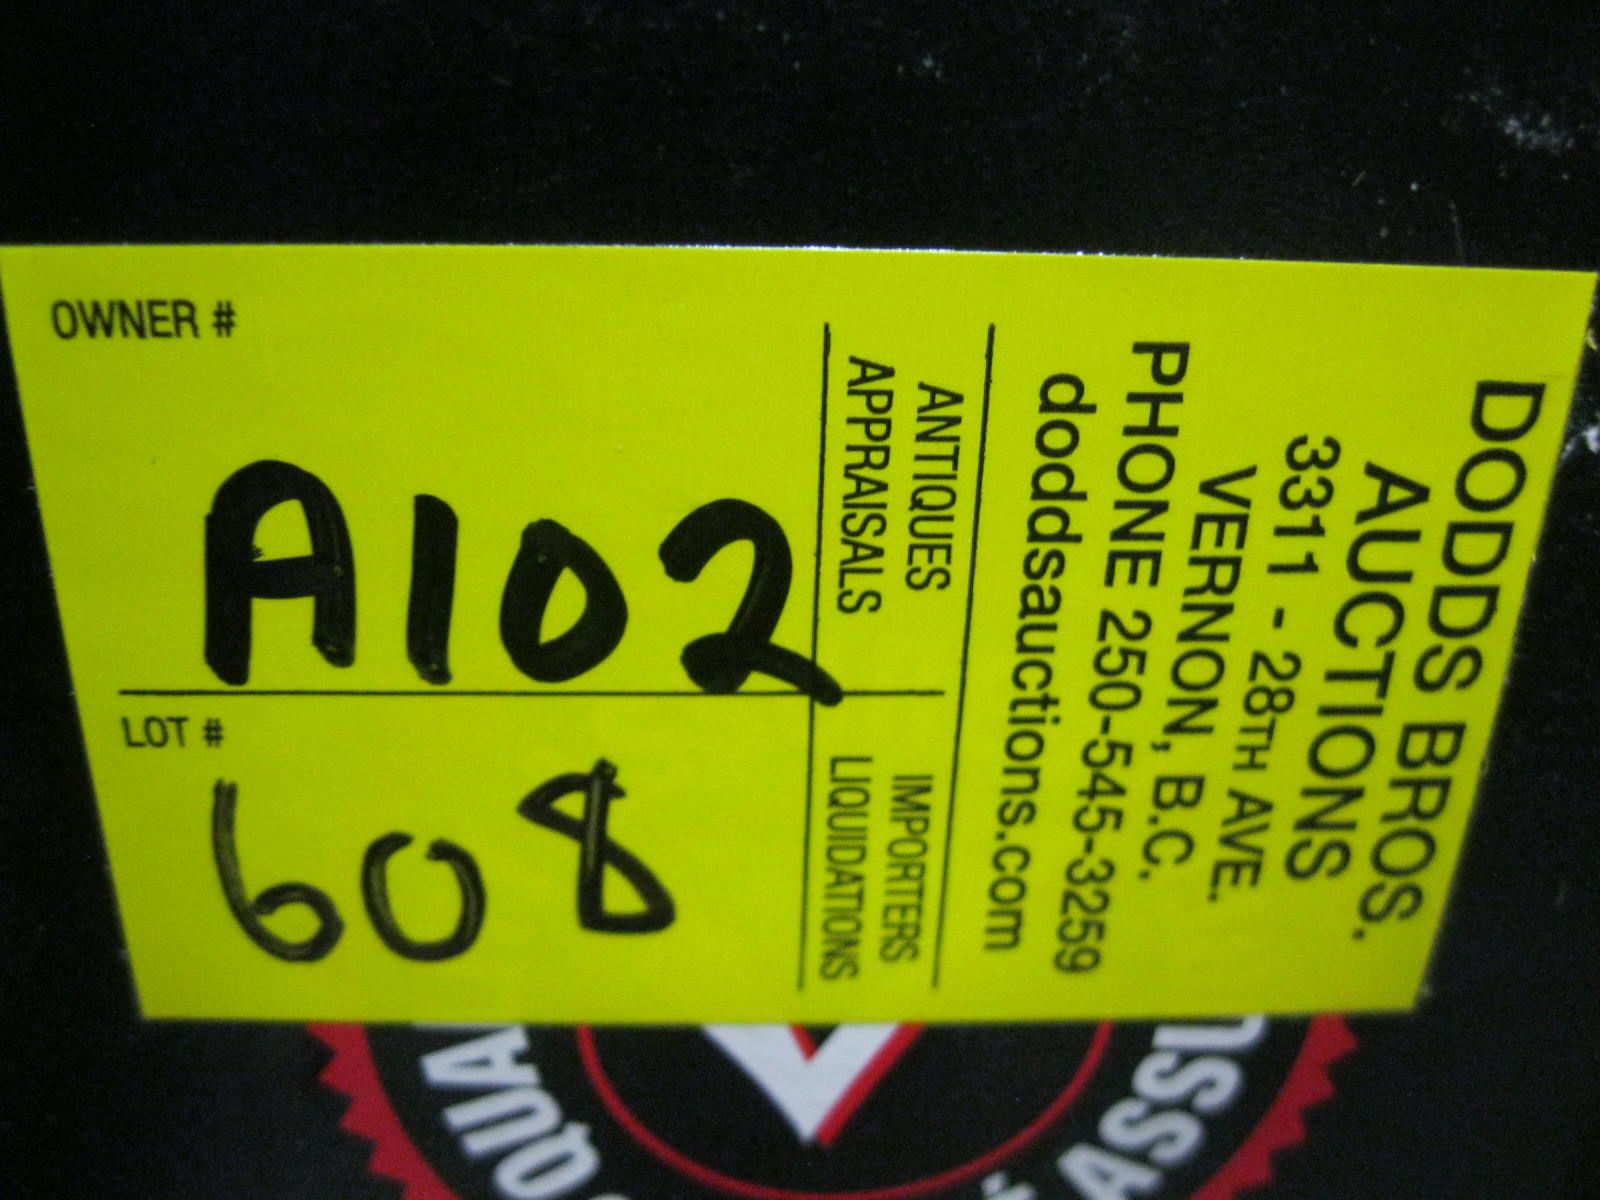 DODDS BROS.
AUCTIONS
3311 - 28TH AVE.
VERNON, B.C.
PHONE 250-545-3259
doddsauctions.com
ANTIQUES
APPRAISALS
IMPORTERS
LIQUIDATIONS
OWNER #
A102
LOT #
608